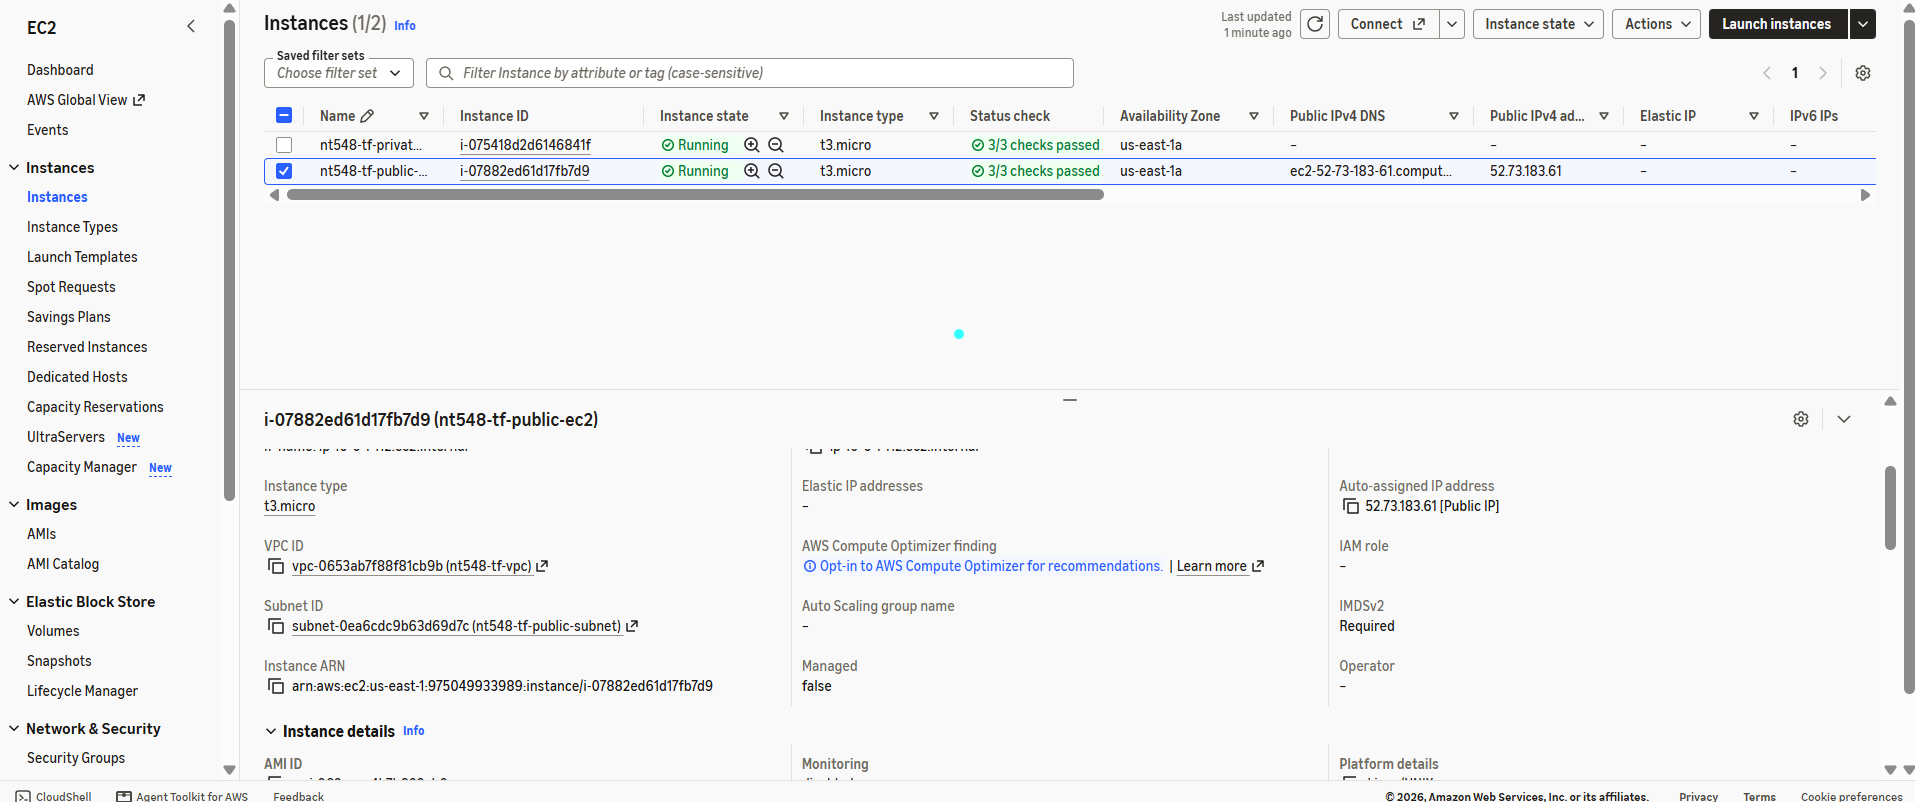 EC2
Dashboard
AWS Global View
Events
Instances
Instances
Instance Types
Launch Templates
Spot Requests
Savings Plans
Reserved Instances
Dedicated Hosts
Capacity Reservations
UltraServers New
Capacity Manager New
Images
AMIs
AMI Catalog
Elastic Block Store
Volumes
Snapshots
Lifecycle Manager
Network & Security
Security Groups
Instances (1/2) Info
Last updated
1 minute ago
Connect
Instance state
Actions
Launch instances
Saved filter sets
Choose filter set
Filter Instance by attribute or tag (case-sensitive)
1
Name Instance ID Instance state Instance type Status check Availability Zone Public IPv4 DNS Public IPv4 ad... Elastic IP IPv6 IPs
nt548-tf-privat... i-075418d2d6146841f Running t3.micro 3/3 checks passed us-east-1a – – – –
nt548-tf-public-... i-07882ed61d17fb7d9 Running t3.micro 3/3 checks passed us-east-1a ec2-52-73-183-61.comput... 52.73.183.61 – –
i-07882ed61d17fb7d9 (nt548-tf-public-ec2)
Instance type
t3.micro
Elastic IP addresses
–
Auto-assigned IP address
52.73.183.61 [Public IP]
VPC ID
vpc-0653ab7f88f81cb9b (nt548-tf-vpc)
AWS Compute Optimizer finding
Opt-in to AWS Compute Optimizer for recommendations. | Learn more
IAM role
–
Subnet ID
subnet-0ea6cdc9b63d69d7c (nt548-tf-public-subnet)
Auto Scaling group name
–
IMDSv2
Required
Instance ARN
arn:aws:ec2:us-east-1:975049933989:instance/i-07882ed61d17fb7d9
Managed
false
Operator
–
Instance details Info
AMI ID
Monitoring
Platform details
CloudShell
Agent Toolkit for AWS
Feedback
© 2026, Amazon Web Services, Inc. or its affiliates.
Privacy
Terms
Cookie preferences